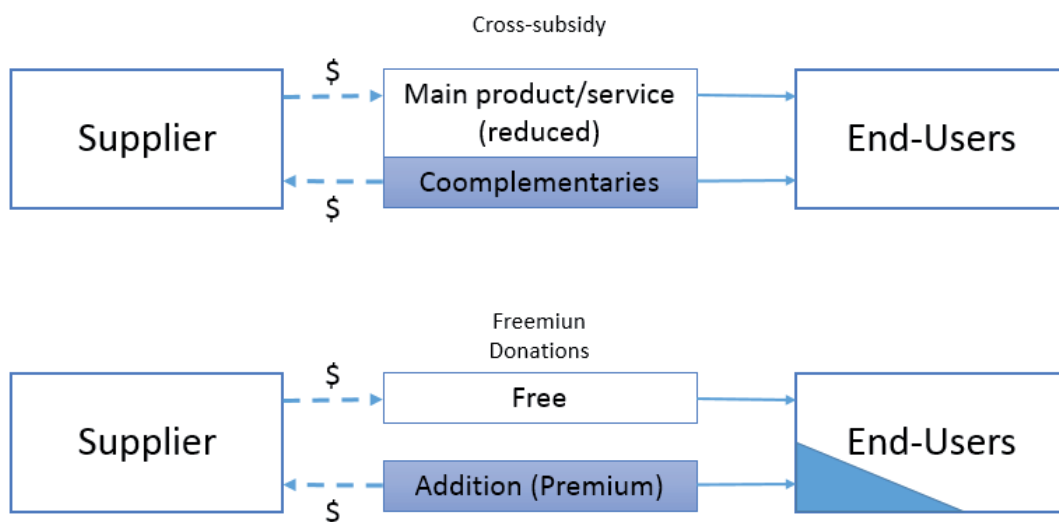 Cross-subsidy
$
Supplier
Main product/service
(reduced)
End-Users
Coomplementaries
$
Freemiun
Donations
$
Free
Supplier
End-Users
Addition (Premium)
$